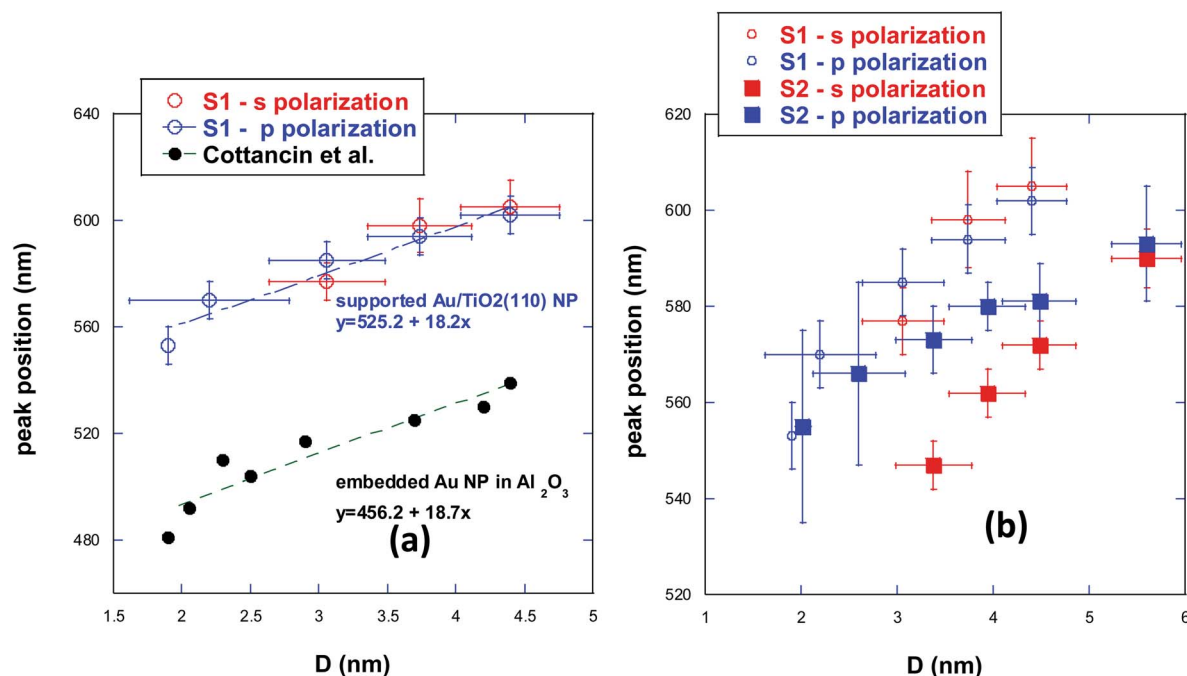 S1 - s polarization
S1 - p polarization
Cottancin et al.
640
600
560
520
480
peak position (nm)
supported Au/TiO2(110) NP
y=525.2 + 18.2x
embedded Au NP in Al2O3
y=456.2 + 18.7x
(a)
1.5 2 2.5 3 3.5 4 4.5 5
D (nm)
S1 - s polarization
S1 - p polarization
S2 - s polarization
S2 - p polarization
620
600
580
560
540
520
peak position (nm)
(b)
1 2 3 4 5 6
D (nm)